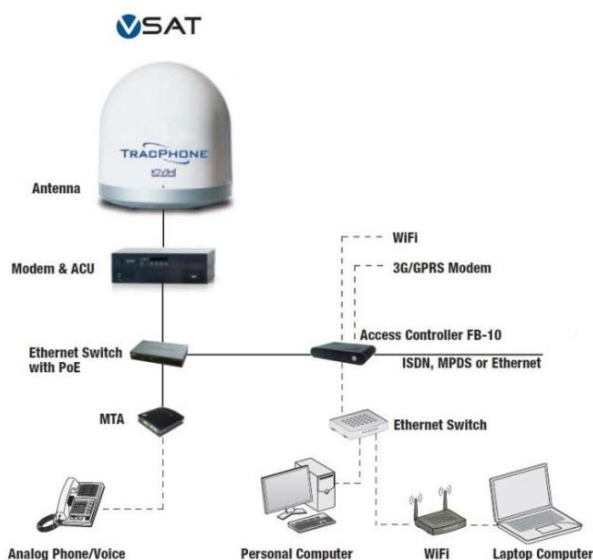 VSAT
TRACPHONE
KVH
Antenna
WiFi
Modem & ACU
3G/GPRS Modem
Access Controller FB-10
Ethernet Switch
with PoE
ISDN, MPDS or Ethernet
MTA
Ethernet Switch
Analog Phone/Voice
Personal Computer
WiFi
Laptop Computer